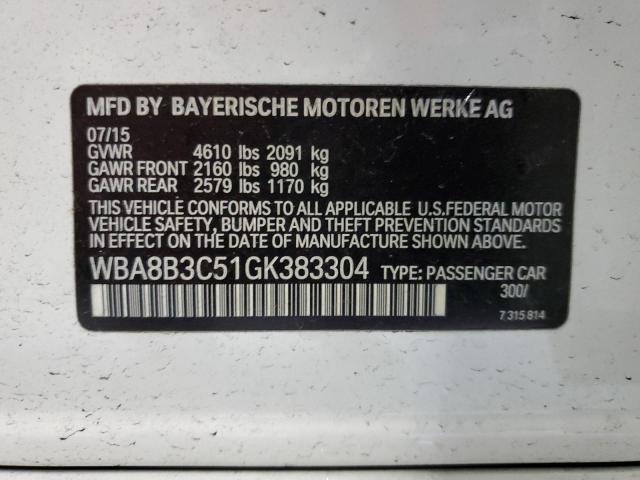 MFD BY BAYERISCHE MOTOREN WERKE AG
07/15
GVWR 4610 lbs 2091 kg
GAWR FRONT 2160 lbs 980 kg
GAWR REAR 2579 lbs 1170 kg
THIS VEHICLE CONFORMS TO ALL APPLICABLE U.S.FEDERAL MOTOR
VEHICLE SAFETY, BUMPER AND THEFT PREVENTION STANDARDS
IN EFFECT ON THE DATE OF MANUFACTURE SHOWN ABOVE.
WBA8B3C51GK383304 TYPE: PASSENGER CAR
300/
7 315 814